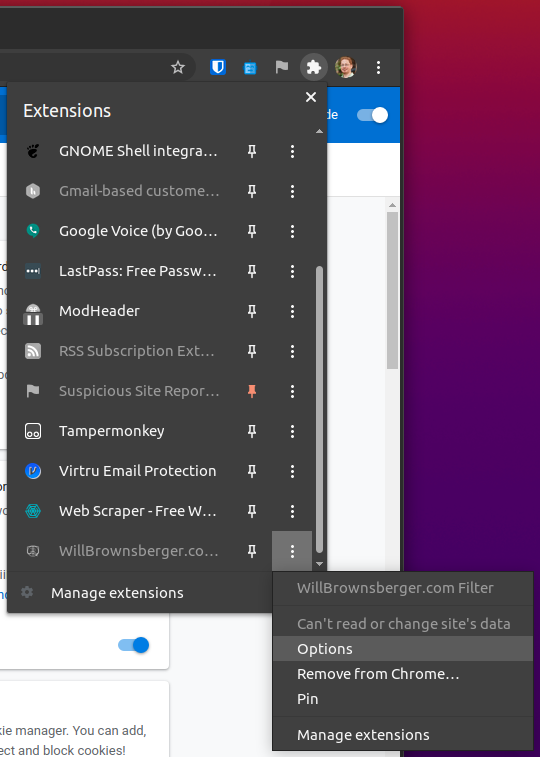 de
Extensions
GNOME Shell integra...
Gmail-based custome...
Google Voice (by Goo...
LastPass: Free Passw...
ModHeader
RSS Subscription Ext...
Suspicious Site Repor...
Tampermonkey
Virtru Email Protection
Web Scraper - Free W...
WillBrownsberger.co...
Manage extensions
WillBrownsberger.com Filter
Can't read or change site's data
Options
Remove from Chrome...
Pin
Manage extensions
kie manager. You can add,
ect and block cookies!